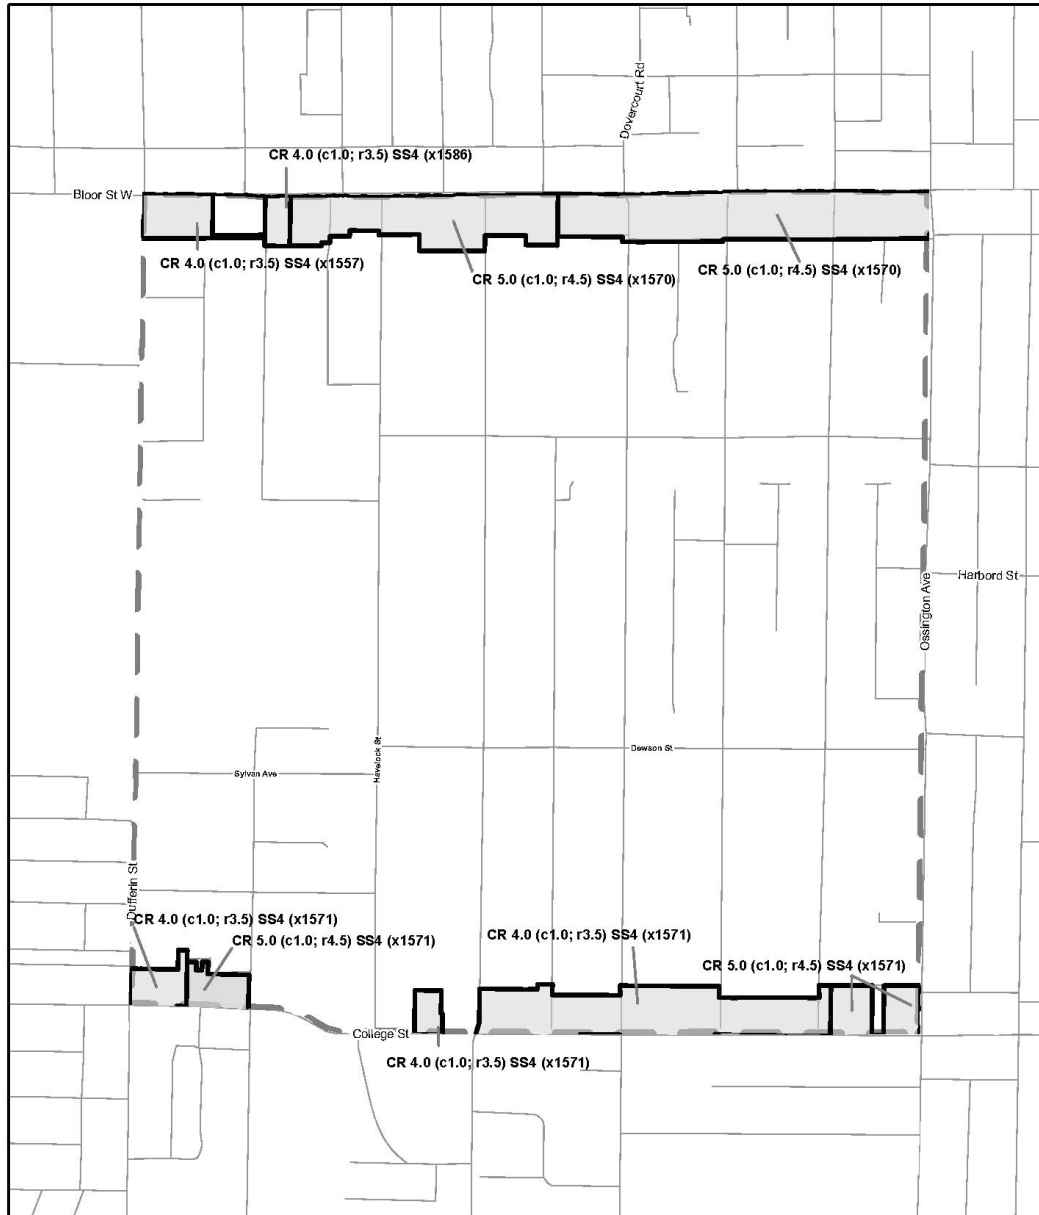 Dovercourt Rd
CR 4.0 (c1.0; r3.5) SS4 (x1586)
Bloor St W
CR 4.0 (c1.0; r3.5) SS4 (x1557)
CR 5.0 (c1.0; r4.5) SS4 (x1570)
CR 5.0 (c1.0; r4.5) SS4 (x1570)
Harbord St
Ossington Ave
Dewson St
Havelock St
Sylvan Ave
Dufferin St
CR 4.0 (c1.0; r3.5) SS4 (x1571)
CR 5.0 (c1.0; r4.5) SS4 (x1571)
CR 4.0 (c1.0; r3.5) SS4 (x1571)
CR 5.0 (c1.0; r4.5) SS4 (x1571)
College St
CR 4.0 (c1.0; r3.5) SS4 (x1571)